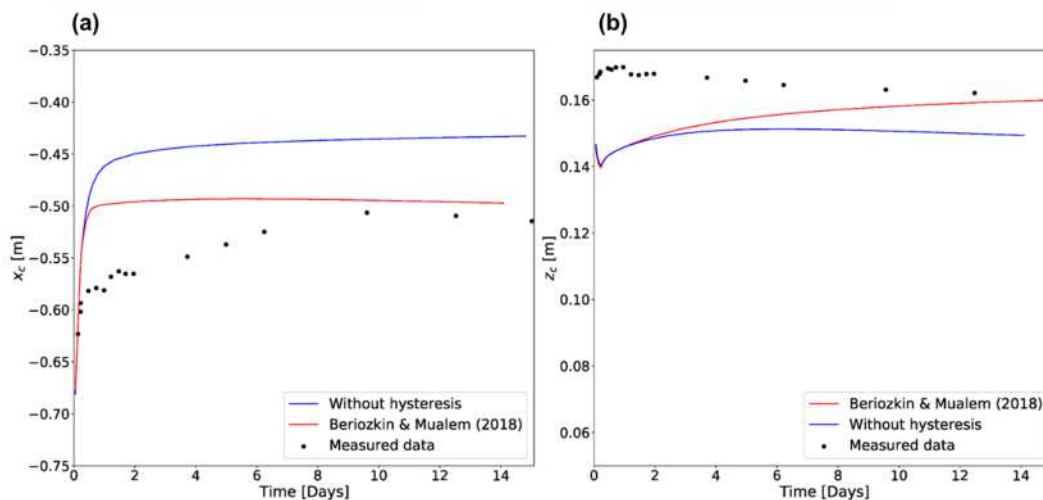 (a)
−0.35
−0.40
−0.45
−0.50
−0.55
−0.60
−0.65
−0.70
−0.75
x_c [m]
0 2 4 6 8 10 12 14
Time [Days]
Without hysteresis
Beriozkin & Mualem (2018)
Measured data
(b)
0.16
0.14
0.12
0.10
0.08
0.06
z_c [m]
0 2 4 6 8 10 12 14
Time [Days]
Beriozkin & Mualem (2018)
Without hysteresis
Measured data